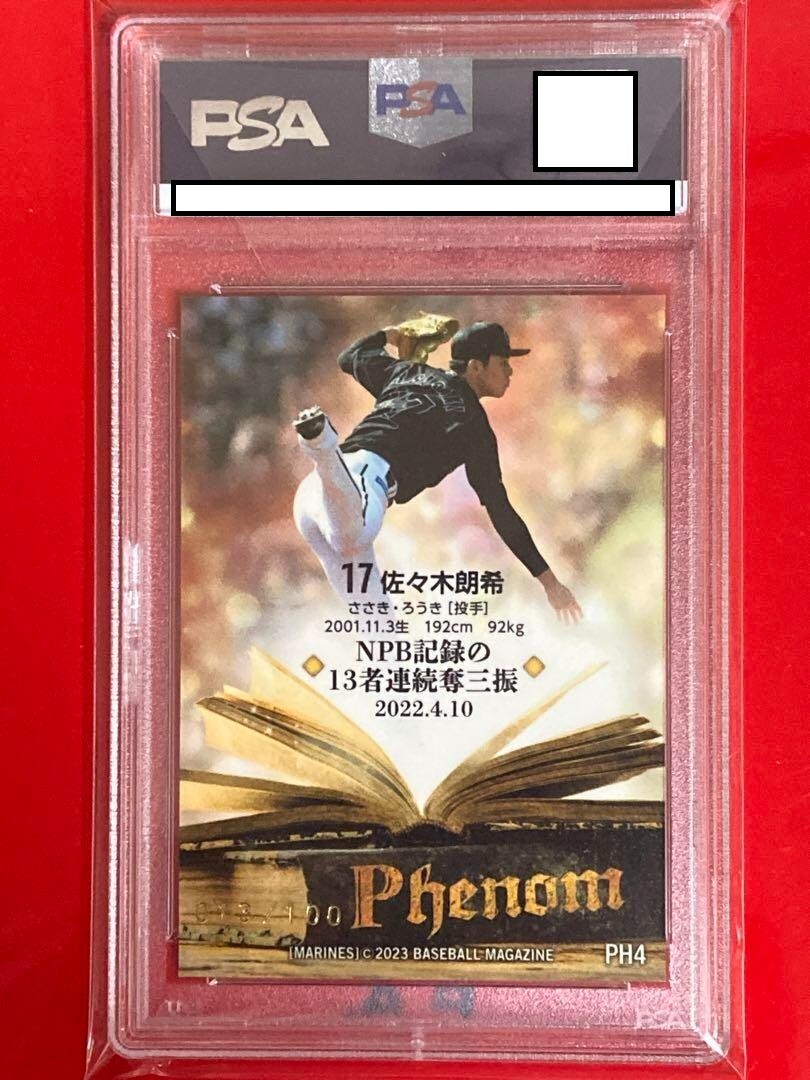 PSA
PSA
17 佐々木朗希
ささき・ろうき [投手]
2001.11.3生 192cm 92kg
NPB記録の
13者連続奪三振
2022.4.10
Phenom
013/100
[MARINES] © 2023 BASEBALL MAGAZINE
PH4
PSA